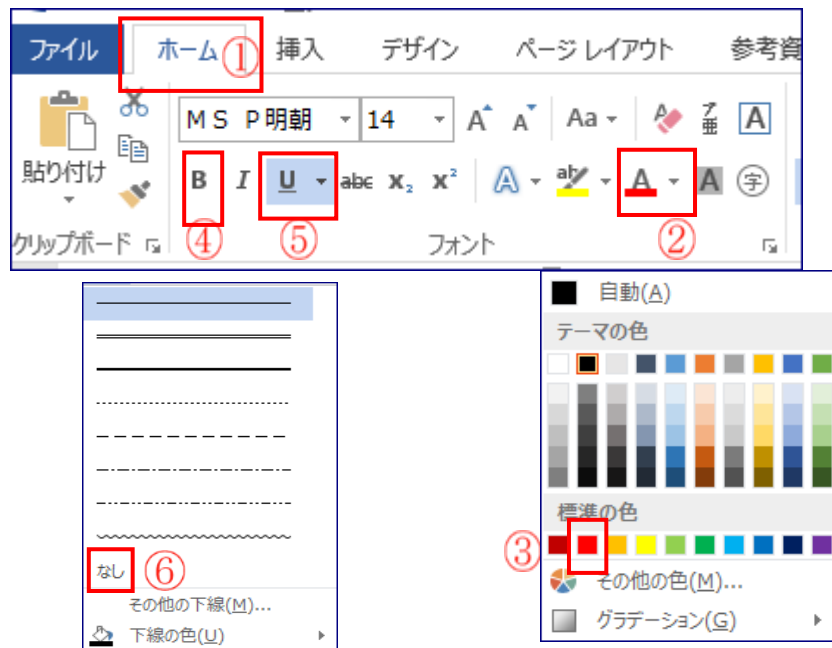 ファイル ホーム ① 挿入 デザイン ページ レイアウト 参考資
ＭＳ Ｐ明朝 14 A A Aa A ア亜 A
貼り付け B I U abc X₂ X² A ab A A 字
④ ⑤ ②
クリップボード フォント
自動(A)
テーマの色
標準の色
③
なし ⑥
その他の色(M)...
その他の下線(M)...
グラデーション(G)
下線の色(U)